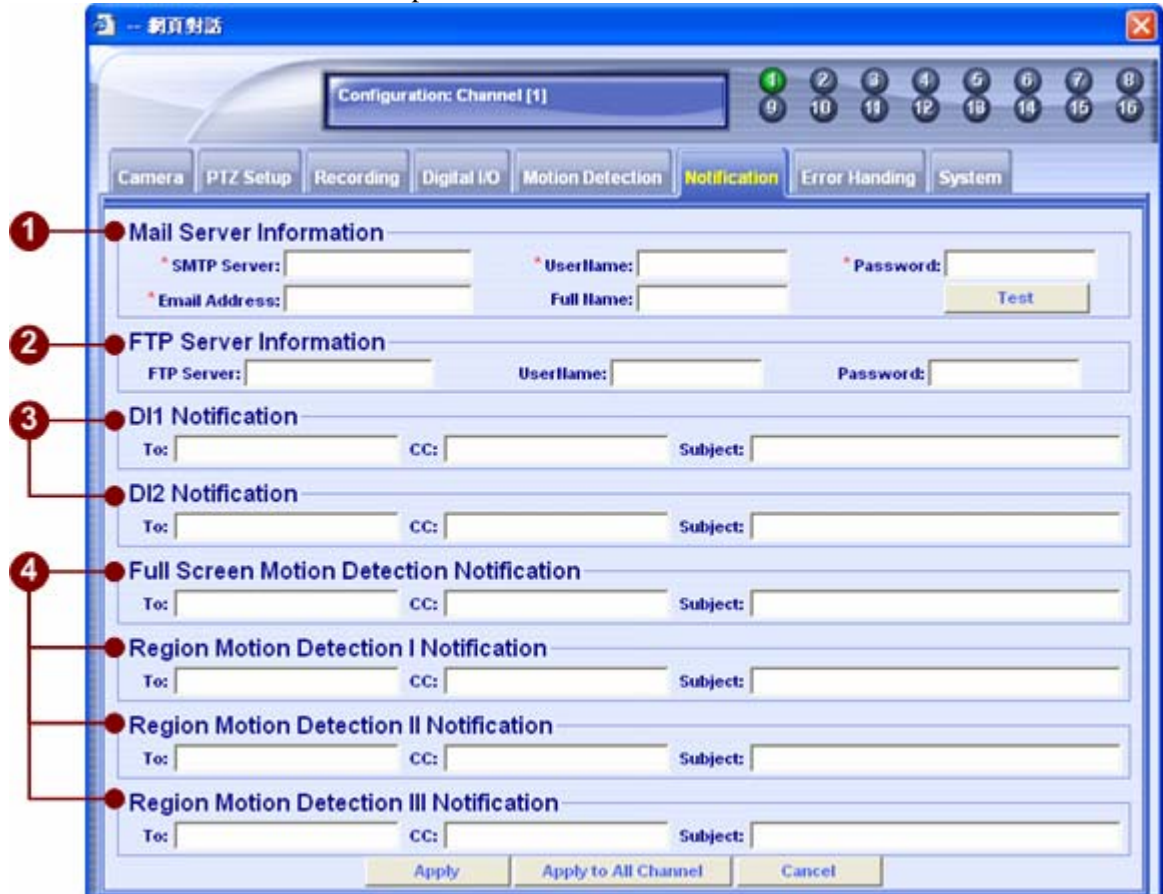 -- 網頁對話
Configuration: Channel [1]
1 2 3 4 5 6 7 8
9 10 11 12 13 14 15 16
Camera PTZ Setup Recording Digital I/O Motion Detection Notification Error Handing System
1 Mail Server Information
* SMTP Server: * UserName: * Password:
* Email Address: Full Name: Test
2 FTP Server Information
FTP Server: UserName: Password:
3 DI1 Notification
To: CC: Subject:
DI2 Notification
To: CC: Subject:
4 Full Screen Motion Detection Notification
To: CC: Subject:
Region Motion Detection I Notification
To: CC: Subject:
Region Motion Detection II Notification
To: CC: Subject:
Region Motion Detection III Notification
To: CC: Subject:
Apply Apply to All Channel Cancel